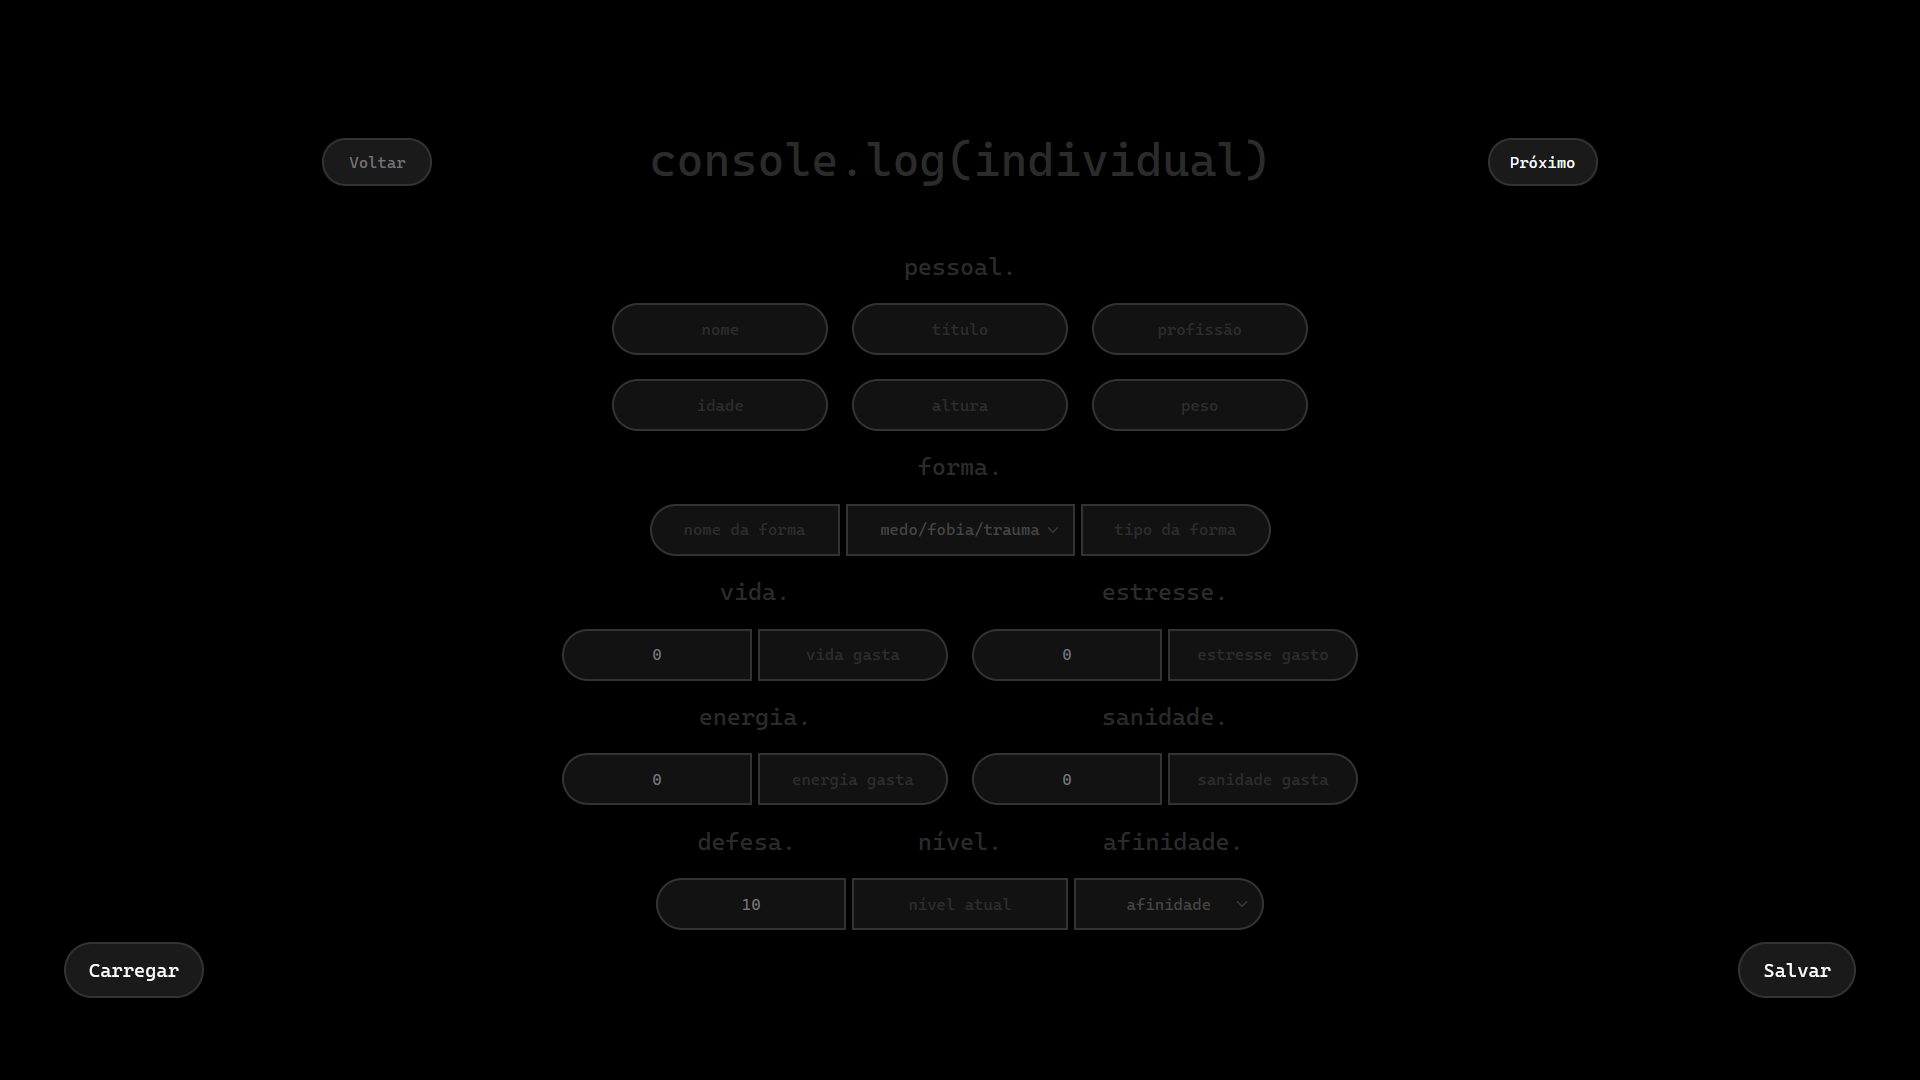 Voltar
console.log(individual)
Próximo
pessoal.
nome
título
profissão
idade
altura
peso
forma.
nome da forma
medo/fobia/trauma
tipo da forma
vida.
estresse.
0
vida gasta
0
estresse gasto
energia.
sanidade.
0
energia gasta
0
sanidade gasta
defesa.
nível.
afinidade.
10
nível atual
afinidade
Carregar
Salvar